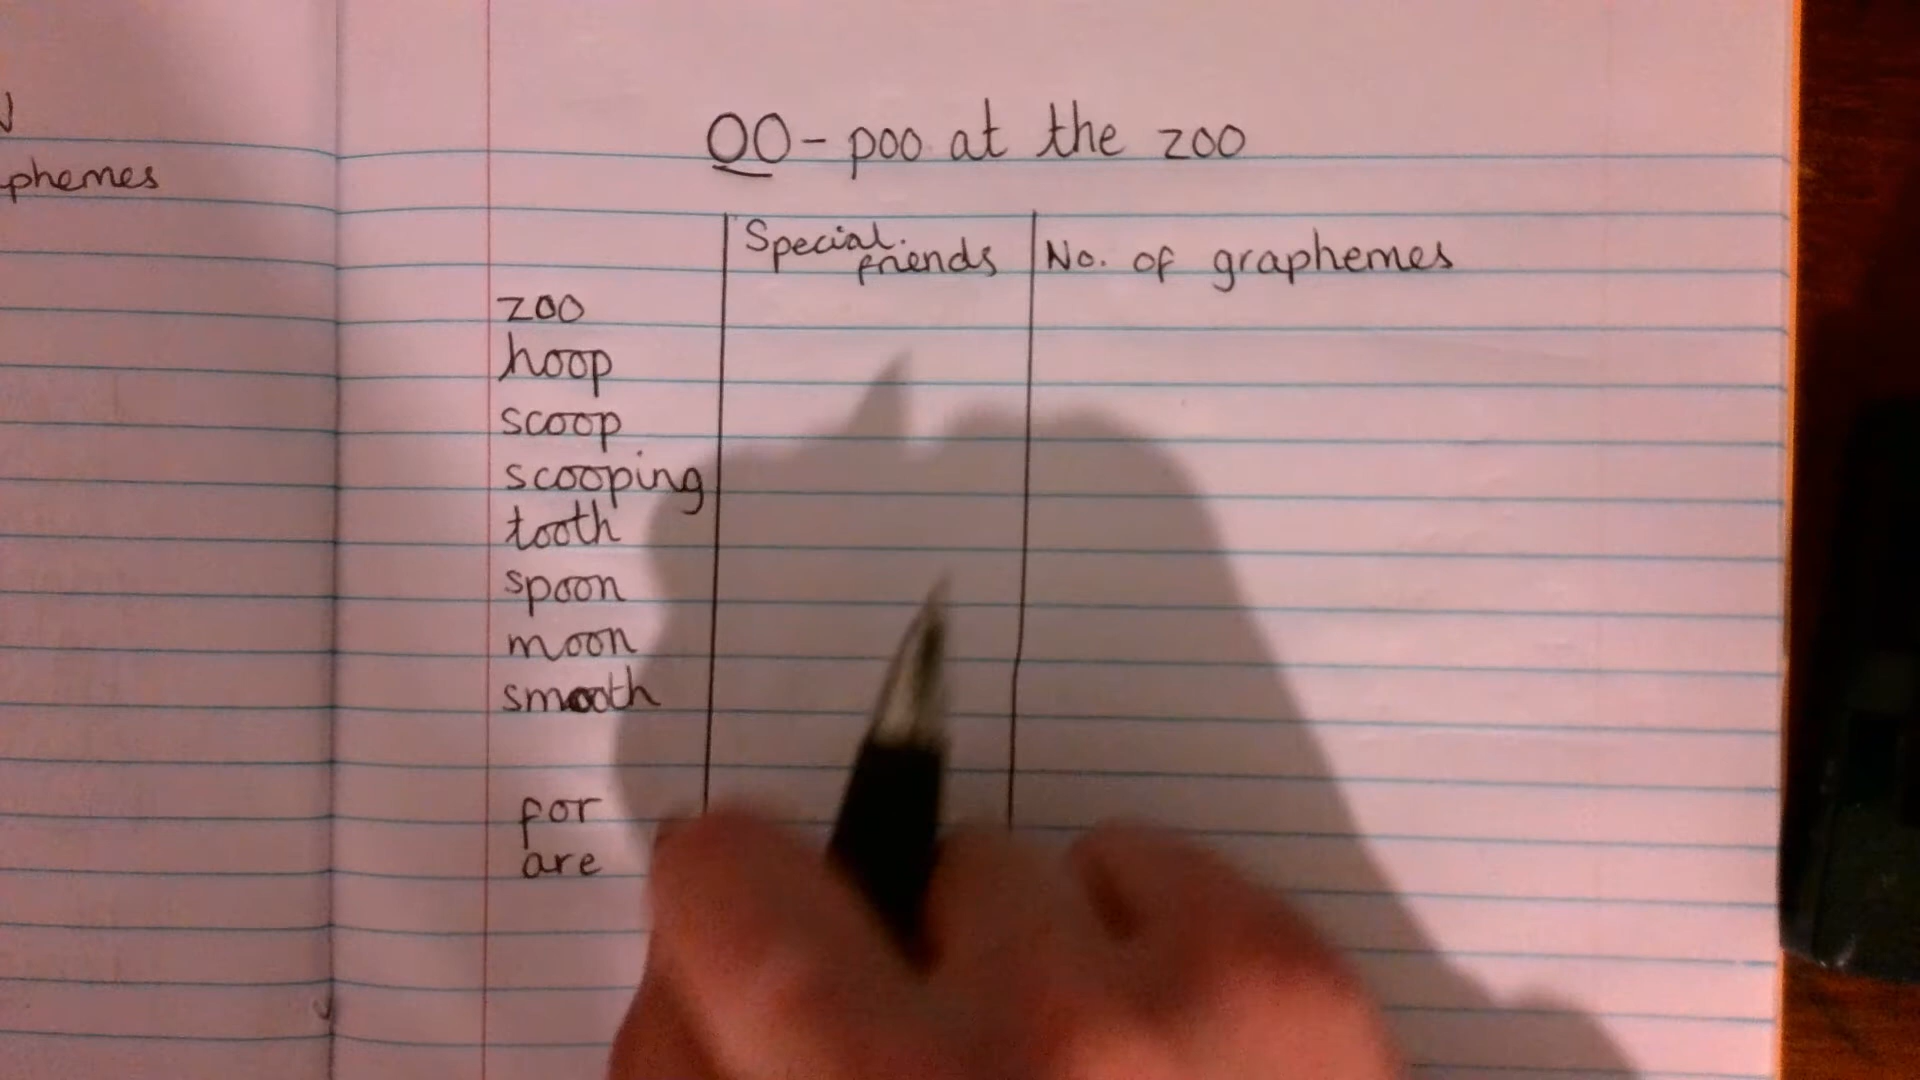 phemes
OO - poo at the zoo
Special friends
No. of graphemes
zoo
hoop
scoop
scooping
tooth
spoon
moon
smooth
for
are